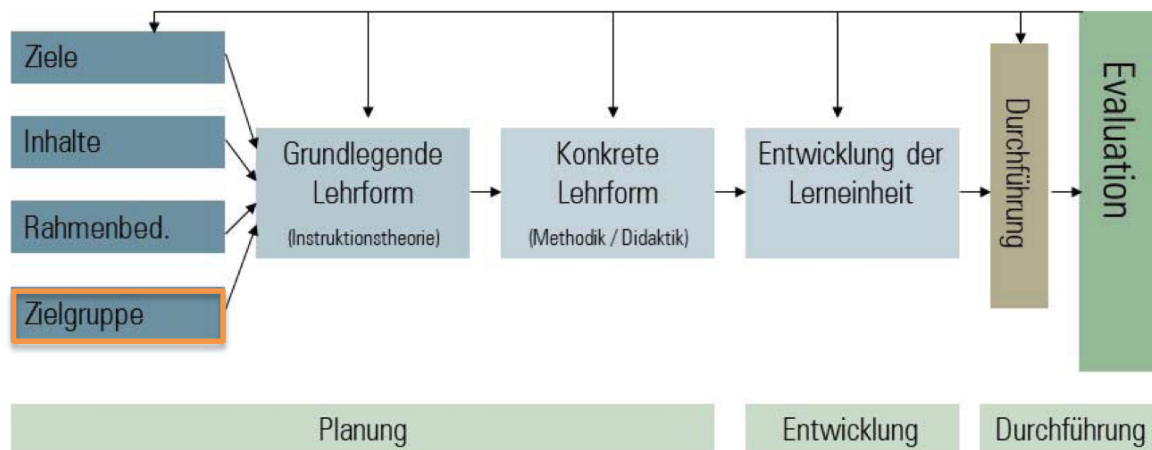 Ziele
Inhalte
Rahmenbed.
Zielgruppe
Grundlegende
Lehrform
(Instruktionstheorie)
Konkrete
Lehrform
(Methodik / Didaktik)
Entwicklung der
Lerneinheit
Durchführung
Evaluation
Planung
Entwicklung
Durchführung